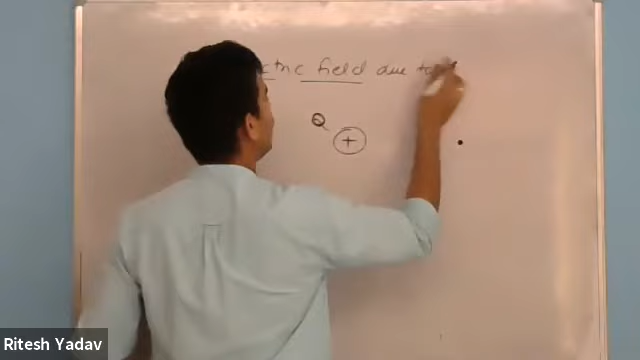 ctric field due to
Q
+
Ritesh Yadav